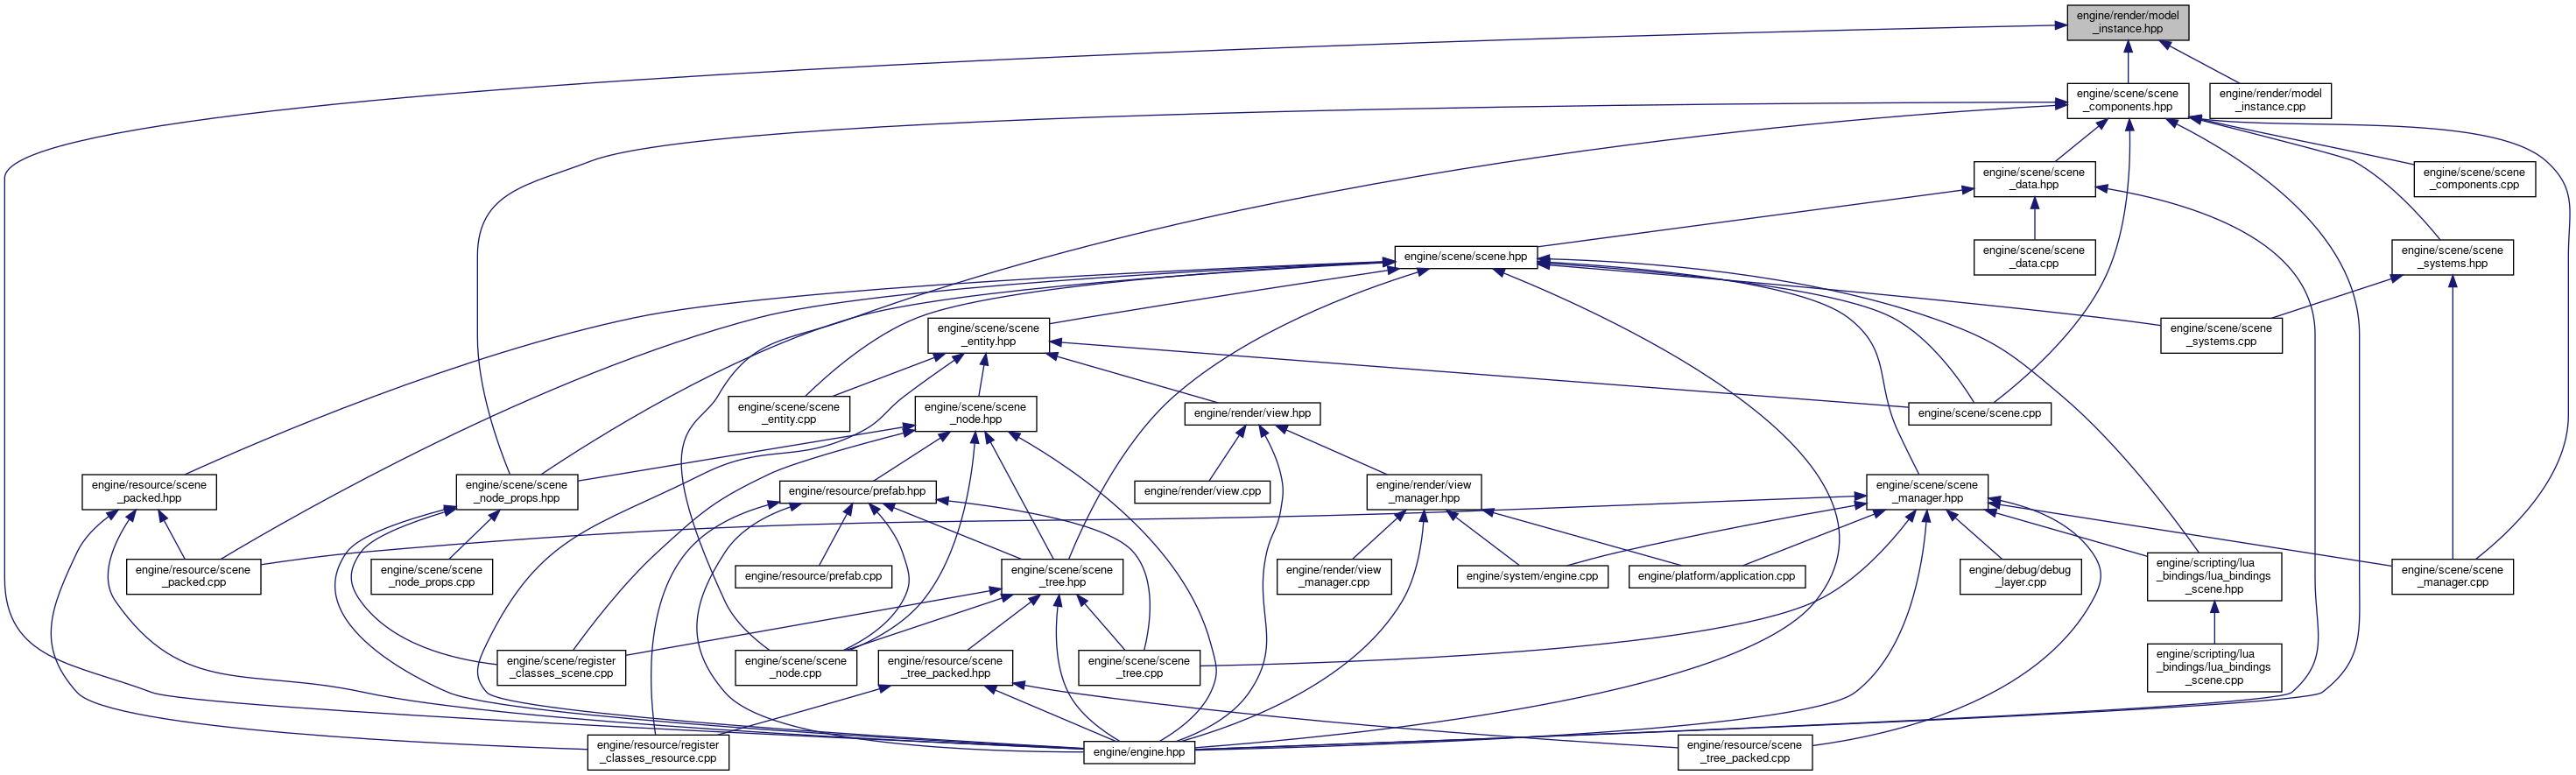 engine/render/model
_instance.hpp
engine/scene/scene
_components.hpp
engine/render/model
_instance.cpp
engine/scene/scene
_data.hpp
engine/scene/scene
_components.cpp
engine/scene/scene.hpp
engine/scene/scene
_data.cpp
engine/scene/scene
_systems.hpp
engine/scene/scene
_entity.hpp
engine/scene/scene
_systems.cpp
engine/scene/scene
_entity.cpp
engine/scene/scene
_node.hpp
engine/render/view.hpp
engine/scene/scene.cpp
engine/resource/scene
_packed.hpp
engine/scene/scene
_node_props.hpp
engine/resource/prefab.hpp
engine/render/view.cpp
engine/render/view
_manager.hpp
engine/scene/scene
_manager.hpp
engine/resource/scene
_packed.cpp
engine/scene/scene
_node_props.cpp
engine/resource/prefab.cpp
engine/scene/scene
_tree.hpp
engine/render/view
_manager.cpp
engine/system/engine.cpp
engine/platform/application.cpp
engine/debug/debug
_layer.cpp
engine/scripting/lua
_bindings/lua_bindings
_scene.hpp
engine/scene/scene
_manager.cpp
engine/scene/register
_classes_scene.cpp
engine/scene/scene
_node.cpp
engine/resource/scene
_tree_packed.hpp
engine/scene/scene
_tree.cpp
engine/scripting/lua
_bindings/lua_bindings
_scene.cpp
engine/resource/register
_classes_resource.cpp
engine/engine.hpp
engine/resource/scene
_tree_packed.cpp